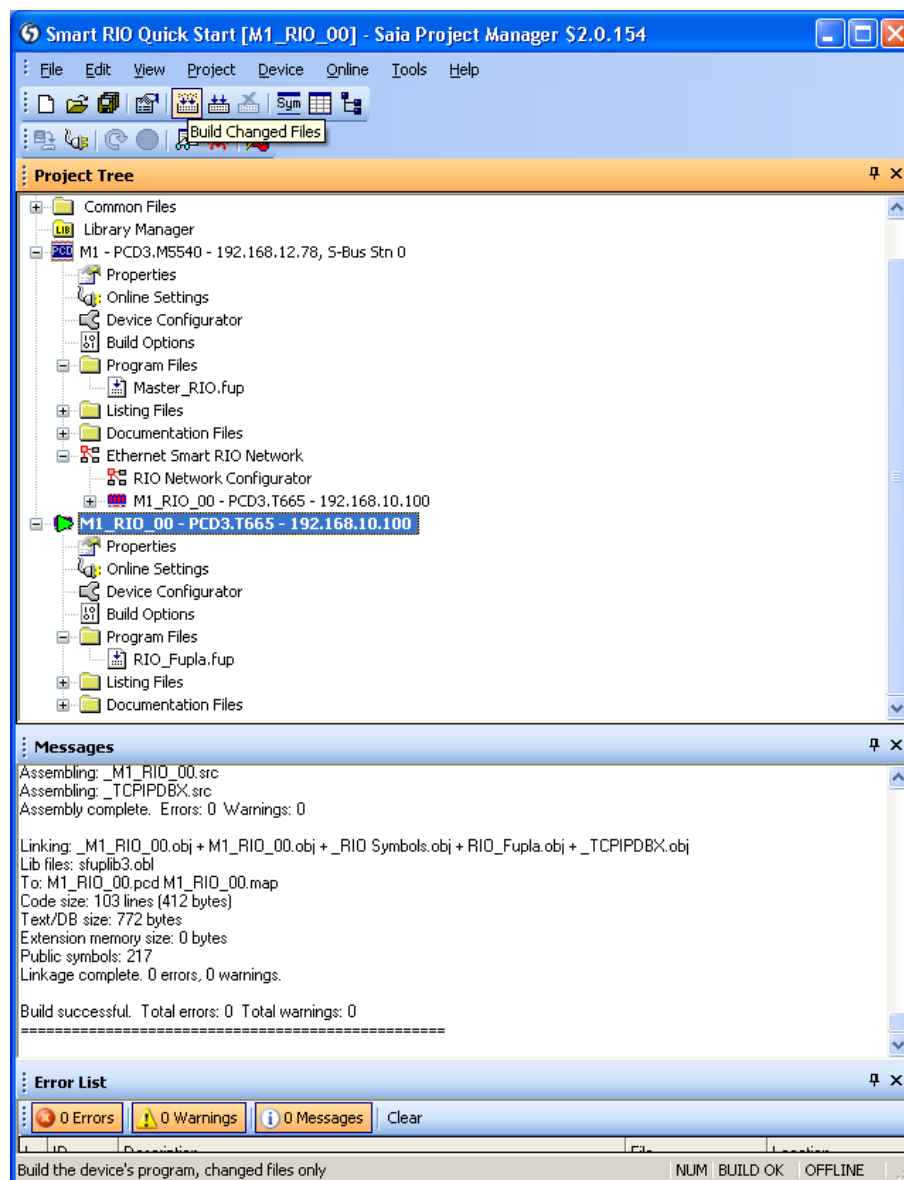 Smart RIO Quick Start [M1_RIO_00] - Saia Project Manager $2.0.154
File Edit View Project Device Online Tools Help
Sym
Build Changed Files
Project Tree
Common Files
LIB Library Manager
PCD M1 - PCD3.M5540 - 192.168.12.78, S-Bus Stn 0
Properties
Online Settings
Device Configurator
Build Options
Program Files
Master_RIO.fup
Listing Files
Documentation Files
Ethernet Smart RIO Network
RIO Network Configurator
M1_RIO_00 - PCD3.T665 - 192.168.10.100
M1_RIO_00 - PCD3.T665 - 192.168.10.100
Properties
Online Settings
Device Configurator
Build Options
Program Files
RIO_Fupla.fup
Listing Files
Documentation Files
Messages
Assembling: _M1_RIO_00.src
Assembling: _TCPIPDBX.src
Assembly complete. Errors: 0 Warnings: 0
Linking: _M1_RIO_00.obj + M1_RIO_00.obj + _RIO Symbols.obj + RIO_Fupla.obj + _TCPIPDBX.obj
Lib files: sfuplib3.obl
To: M1_RIO_00.pcd M1_RIO_00.map
Code size: 103 lines (412 bytes)
Text/DB size: 772 bytes
Extension memory size: 0 bytes
Public symbols: 217
Linkage complete. 0 errors, 0 warnings.
Build successful. Total errors: 0 Total warnings: 0
==================================================
Error List
0 Errors 0 Warnings 0 Messages Clear
Build the device's program, changed files only NUM BUILD OK OFFLINE